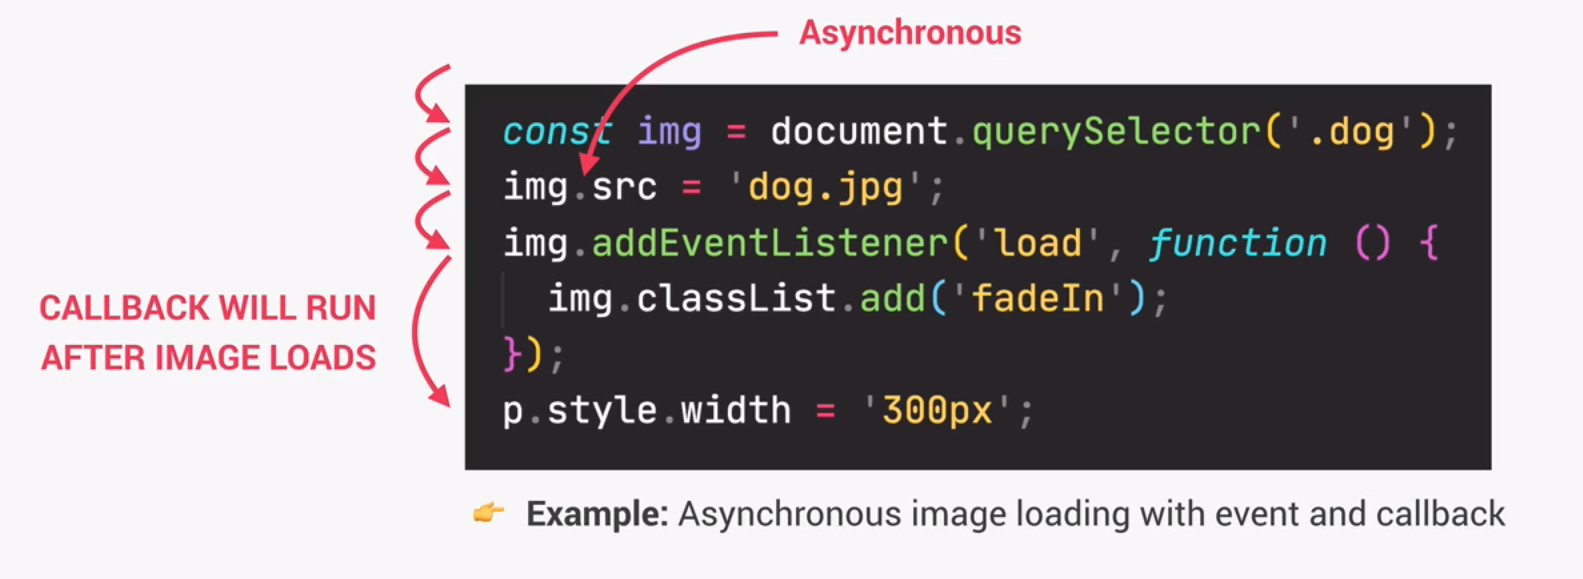 Asynchronous
const img = document.querySelector('.dog');
img.src = 'dog.jpg';
img.addEventListener('load', function () {
  img.classList.add('fadeIn');
});
p.style.width = '300px';
CALLBACK WILL RUN
AFTER IMAGE LOADS
👉 Example: Asynchronous image loading with event and callback